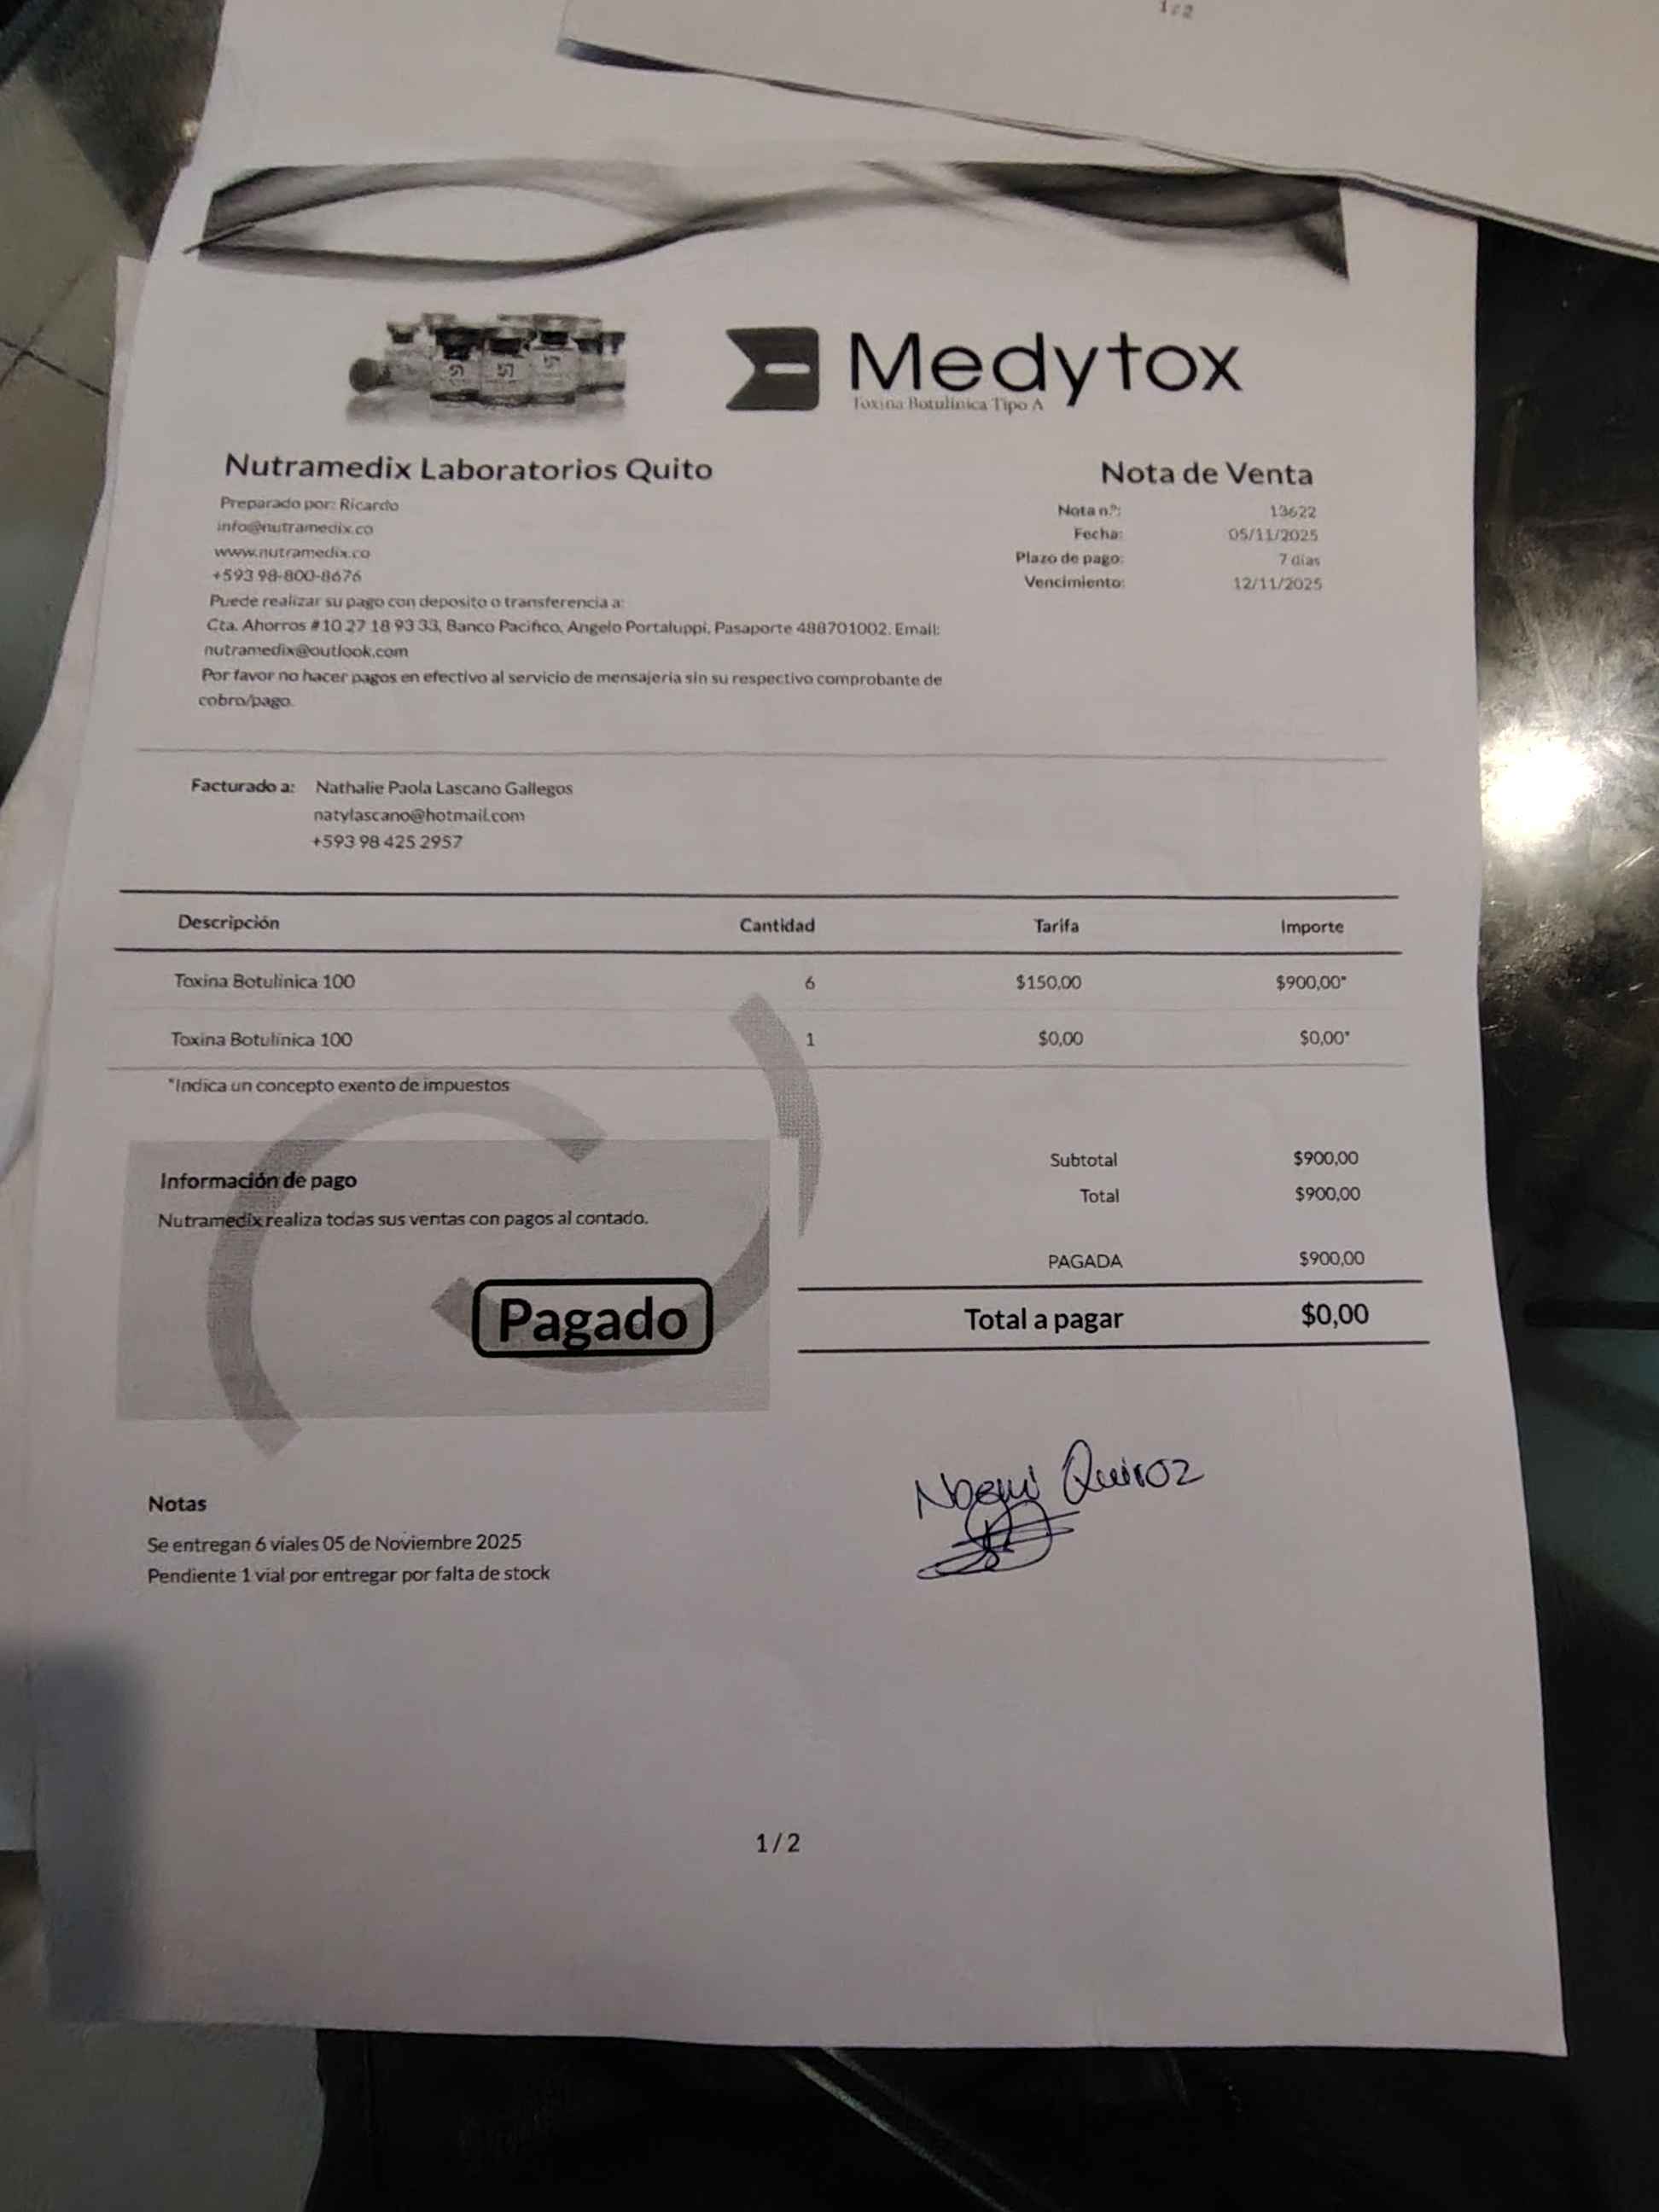 1/2
Medytox
Toxina Botulínica Tipo A
Nutramedix Laboratorios Quito
Preparado por: Ricardo
info@nutramedix.co
www.nutramedix.co
+593 98-800-8676
Puede realizar su pago con deposito o transferencia a:
Cta. Ahorros #10 27 18 93 33, Banco Pacifico, Angelo Portaluppi, Pasaporte 488701002. Email:
nutramedix@outlook.com
Por favor no hacer pagos en efectivo al servicio de mensajería sin su respectivo comprobante de
cobro/pago.
Nota de Venta
Nota n.º: 13622
Fecha: 05/11/2025
Plazo de pago: 7 días
Vencimiento: 12/11/2025
Facturado a: Nathalie Paola Lascano Gallegos
natylascano@hotmail.com
+593 98 425 2957
Descripción Cantidad Tarifa Importe
Toxina Botulínica 100 6 $150,00 $900,00*
Toxina Botulínica 100 1 $0,00 $0,00*
*Indica un concepto exento de impuestos
Información de pago
Nutramedix realiza todas sus ventas con pagos al contado.
Pagado
Subtotal $900,00
Total $900,00
PAGADA $900,00
Total a pagar $0,00
Noemi Quiroz
Notas
Se entregan 6 viales 05 de Noviembre 2025
Pendiente 1 vial por entregar por falta de stock
1/2